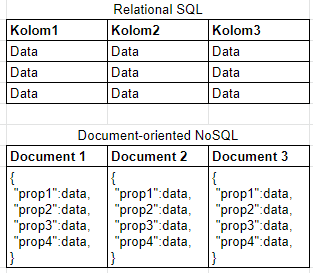 Relational SQL
Kolom1 Kolom2 Kolom3
Data Data Data
Data Data Data
Data Data Data
Document-oriented NoSQL
Document 1 Document 2 Document 3
{ { {
"prop1":data, "prop1":data, "prop1":data,
"prop2":data, "prop2":data, "prop2":data,
"prop3":data, "prop3":data, "prop3":data,
"prop4":data, "prop4":data, "prop4":data,
} } }